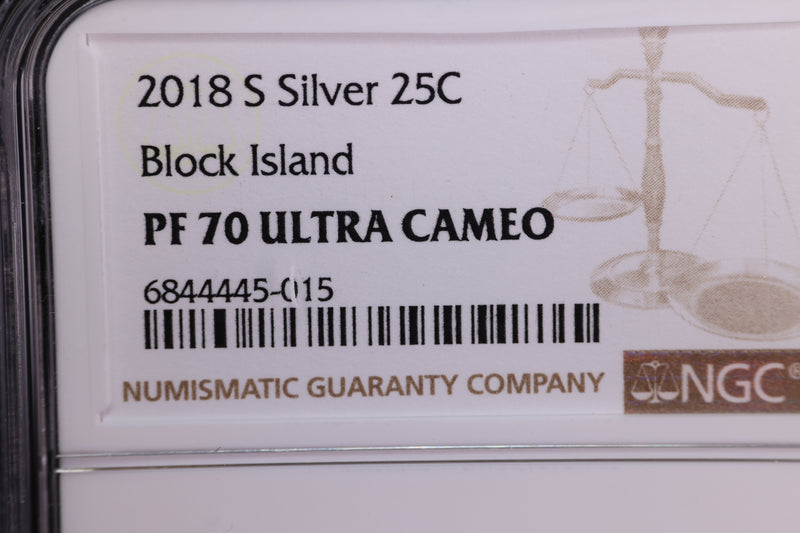 2018 S Silver 25C
Block Island
PF 70 ULTRA CAMEO
6844445-015
NUMISMATIC GUARANTY COMPANY
NGC®